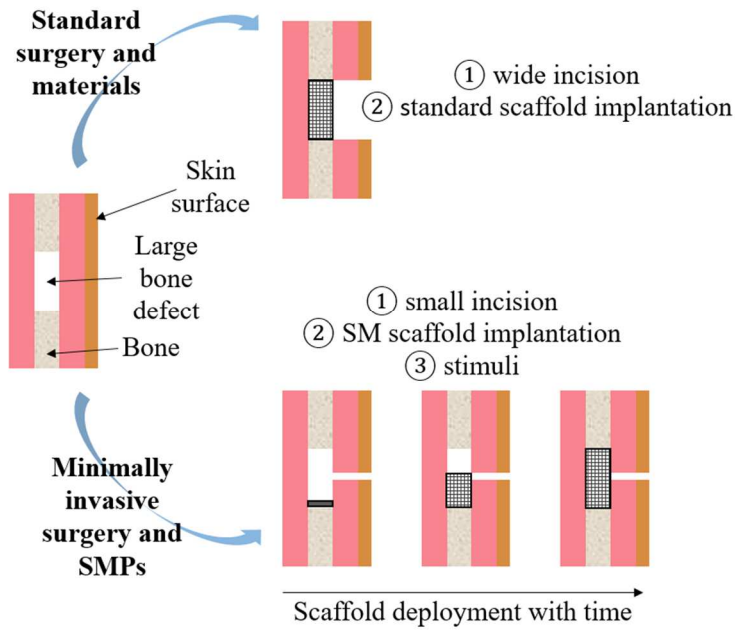 Standard
surgery and
materials
① wide incision
② standard scaffold implantation
Skin
surface
Large
bone
defect
Bone
① small incision
② SM scaffold implantation
③ stimuli
Minimally
invasive
surgery and
SMPs
Scaffold deployment with time